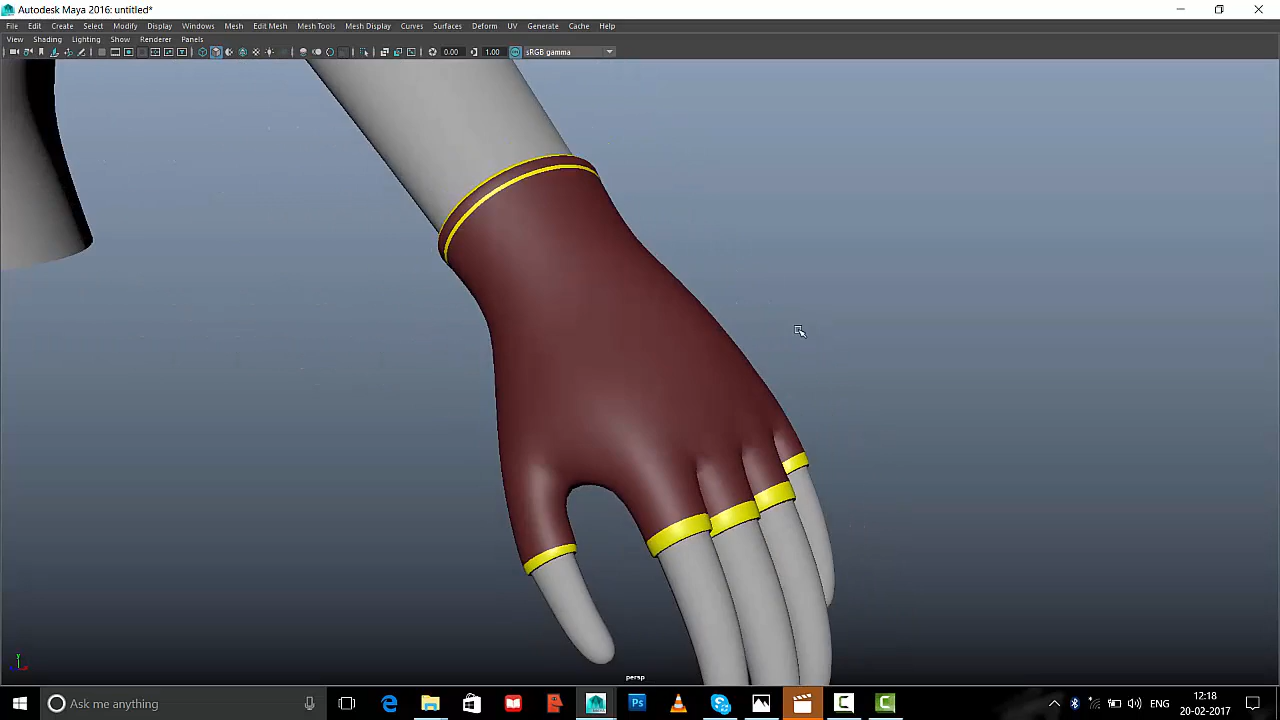 Autodesk Maya 2016: untitled*
File Edit Create Select Modify Display Windows Mesh Edit Mesh Mesh Tools Mesh Display Curves Surfaces Deform UV Generate Cache Help
View Shading Lighting Show Renderer Panels
0.00 1.00 sRGB gamma
persp
Ask me anything Ps ENG 12:18
20-02-2017